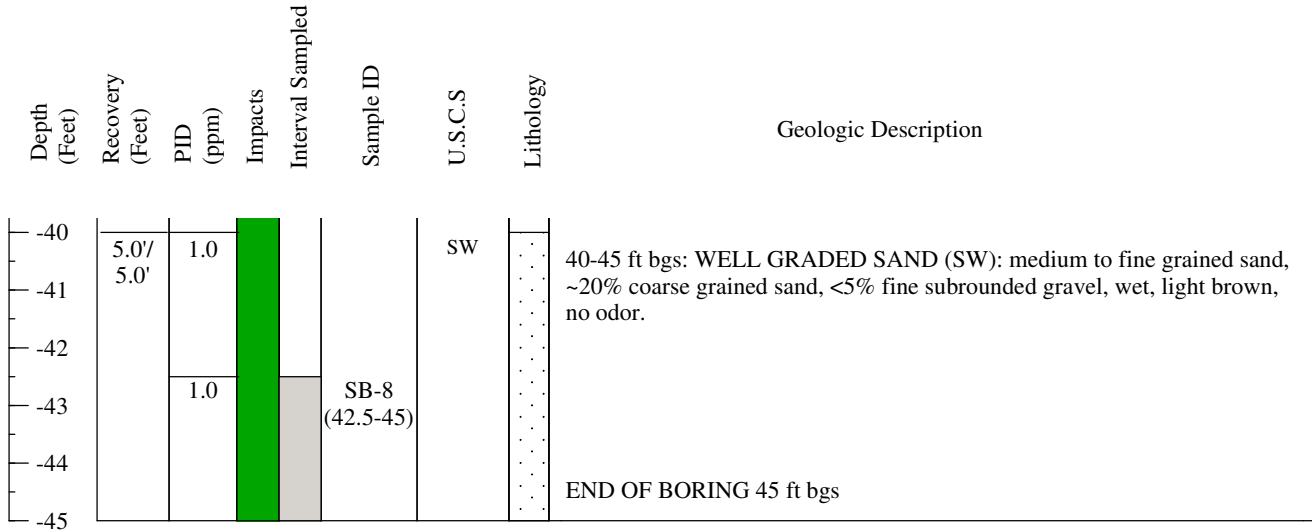 Depth
(Feet)
Recovery
(Feet)
PID
(ppm)
Impacts
Interval Sampled
Sample ID
U.S.C.S
Lithology
Geologic Description
-40
5.0'/
5.0'
1.0
SW
40-45 ft bgs: WELL GRADED SAND (SW): medium to fine grained sand,
~20% coarse grained sand, <5% fine subrounded gravel, wet, light brown,
no odor.
-41
-42
1.0
SB-8
(42.5-45)
-43
-44
END OF BORING 45 ft bgs
-45